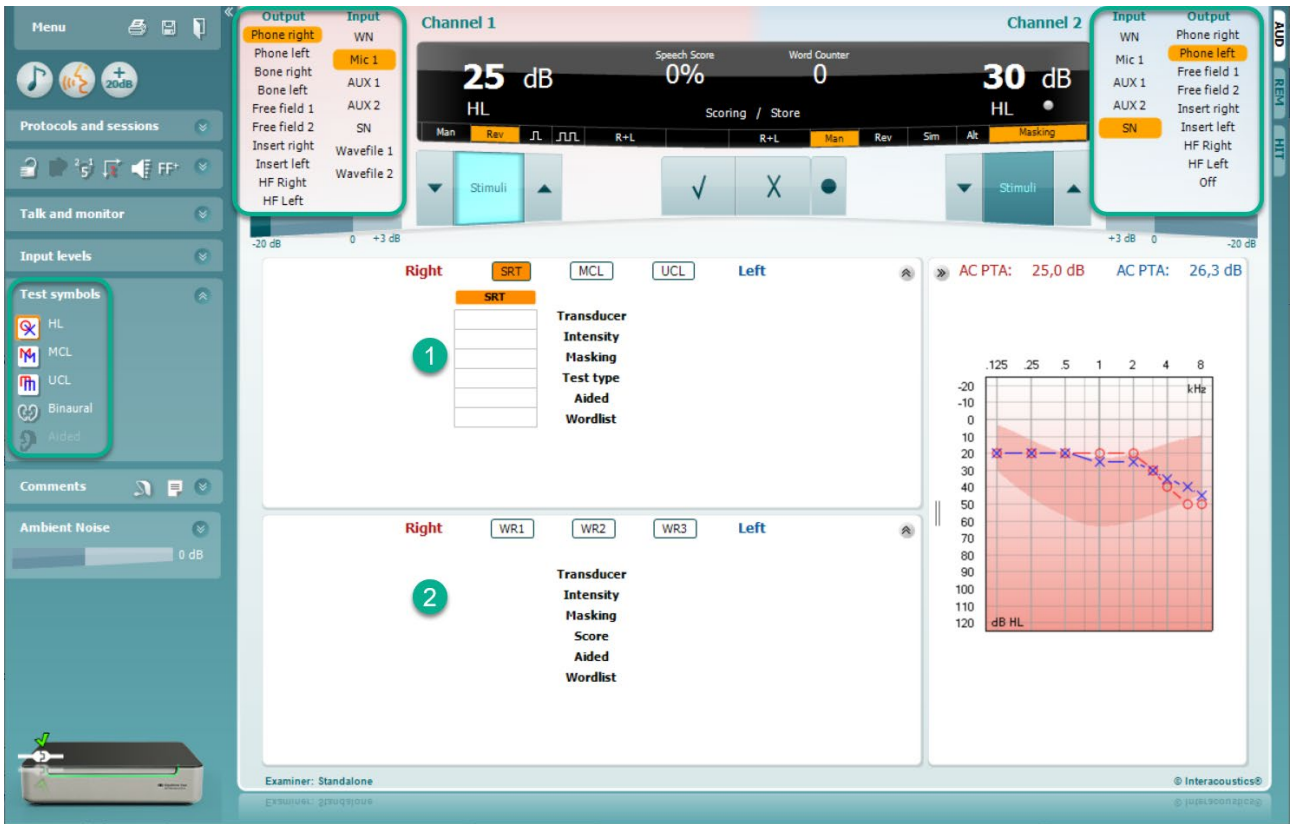 Menu
+
20dB
Protocols and sessions
FF+
Talk and monitor
Input levels
Test symbols
HL
MCL
UCL
Binaural
Aided
Comments
Ambient Noise
0 dB
Output Input
Phone right WN
Phone left Mic 1
Bone right
Bone left AUX 1
Free field 1 AUX 2
Free field 2 SN
Insert right Wavefile 1
Insert left Wavefile 2
HF Right
HF Left
Channel 1
Channel 2
Speech Score Word Counter
25 dB 0% 0 30 dB
HL Scoring / Store HL
Man Rev R+L R+L Man Rev Sim Alt Masking
Stimuli √ X Stimuli
Input Output
WN Phone right
Mic 1 Phone left
AUX 1 Free field 1
AUX 2 Free field 2
SN Insert right
Insert left
HF Right
HF Left
Off
AUD
REM
HIT
-20 dB 0 +3 dB
+3 dB 0 -20 dB
Right SRT MCL UCL Left
SRT
1
Transducer
Intensity
Masking
Test type
Aided
Wordlist
Right WR1 WR2 WR3 Left
2
Transducer
Intensity
Masking
Score
Aided
Wordlist
AC PTA: 25,0 dB AC PTA: 26,3 dB
.125 .25 .5 1 2 4 8
kHz
-20
-10
0
10
20
30
40
50
60
70
80
90
100
110
120
dB HL
Examiner: Standalone
© Interacoustics®